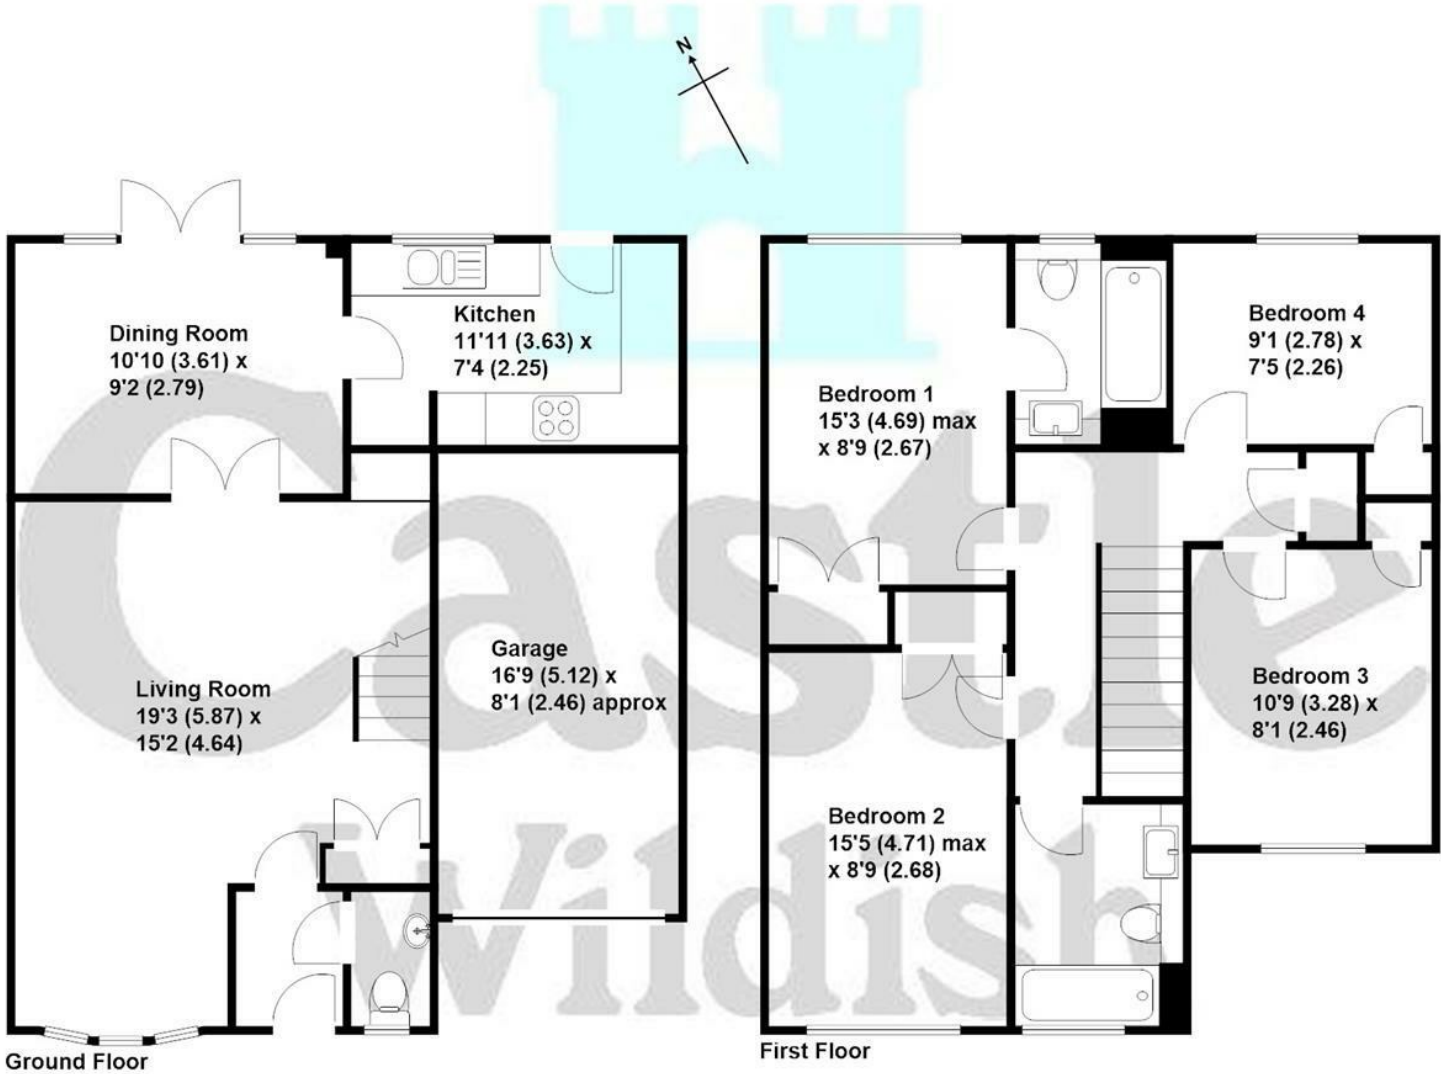 N
Dining Room
10'10 (3.61) x
9'2 (2.79)
Kitchen
11'11 (3.63) x
7'4 (2.25)
Living Room
19'3 (5.87) x
15'2 (4.64)
Garage
16'9 (5.12) x
8'1 (2.46) approx
Ground Floor
Bedroom 1
15'3 (4.69) max
x 8'9 (2.67)
Bedroom 4
9'1 (2.78) x
7'5 (2.26)
Bedroom 3
10'9 (3.28) x
8'1 (2.46)
Bedroom 2
15'5 (4.71) max
x 8'9 (2.68)
First Floor
Castle
Wildish